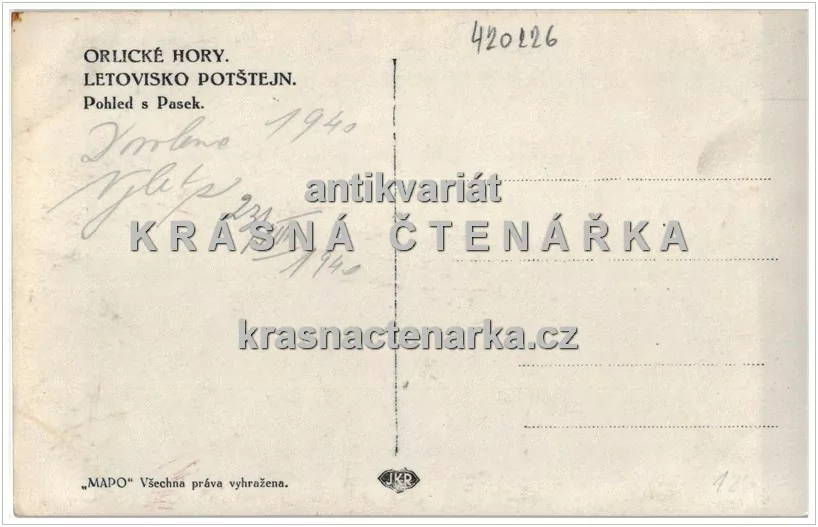 420226
ORLICKÉ HORY.
LETOVISKO POTŠTEJN.
Pohled s Pasek.
1940
Výlet
antikvariát
KRÁSNÁ ČTENÁŘKA
1940
krasnactenarka.cz
„MAPO“ Všechna práva vyhražena.
JKR